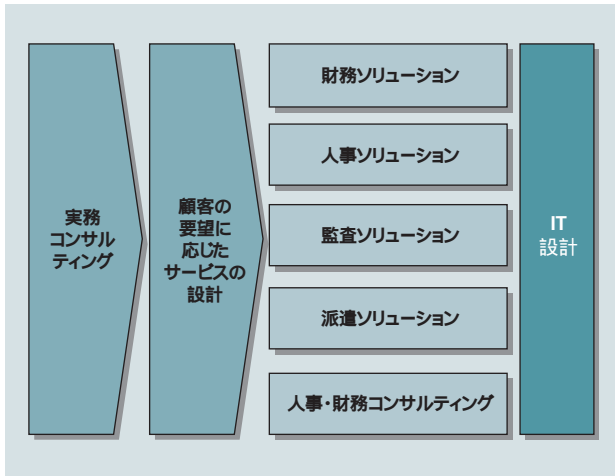 実務
コンサル
ティング
顧客の
要望に
応じた
サービスの
設計
財務ソリューション
人事ソリューション
監査ソリューション
派遣ソリューション
人事・財務コンサルティング
IT
設計